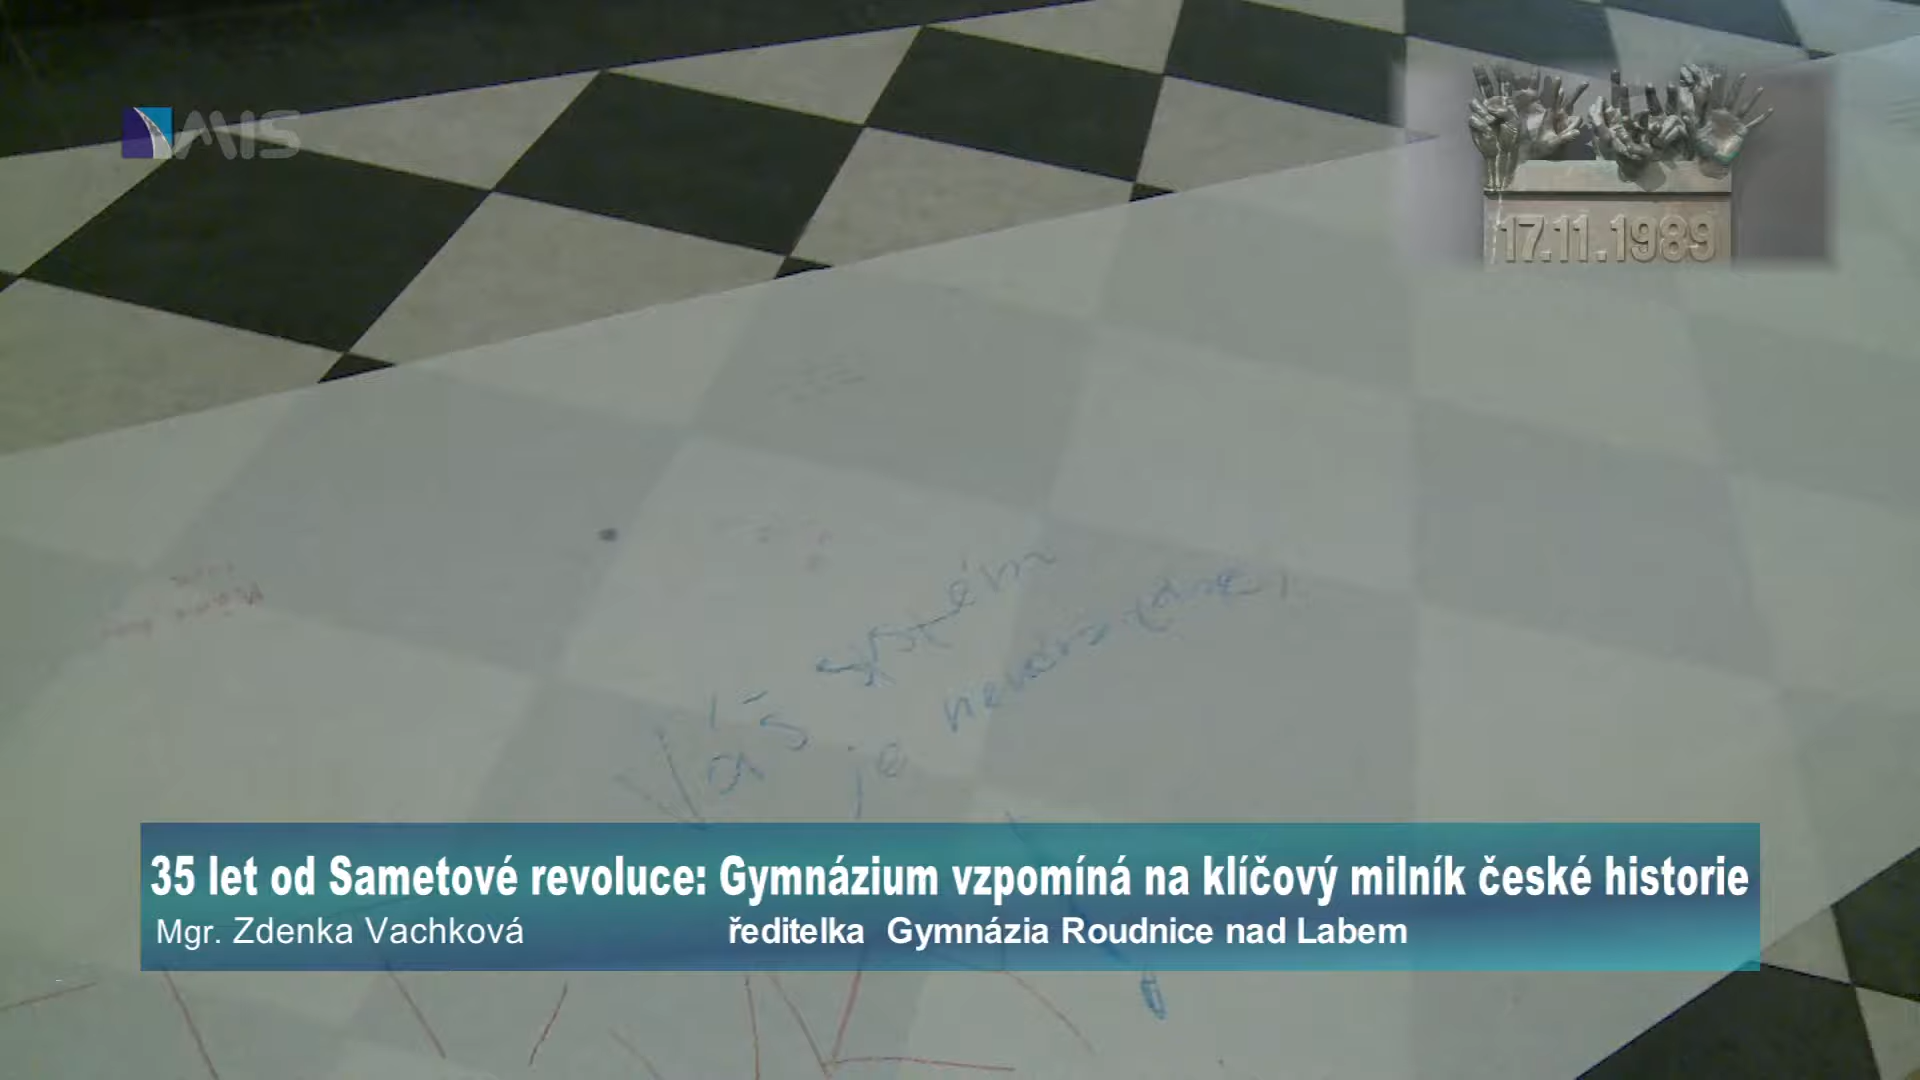 MIS
17.11.1989
Váš systém
je
35 let od Sametové revoluce: Gymnázium vzpomíná na klíčový milník české historie
Mgr. Zdenka Vachková ředitelka Gymnázia Roudnice nad Labem